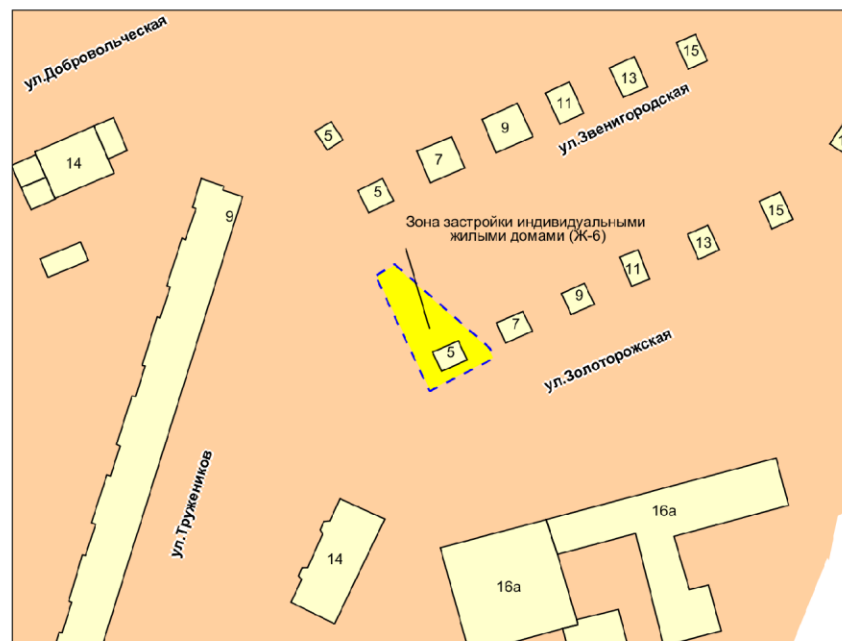 ул.Добровольческая
15
13
11
ул.Звенигородская
9
5
7
14
5
9
Зона застройки индивидуальными
жилыми домами (Ж-6)
15
13
11
9
7
5
ул.Золоторожская
ул.Тружеников
16а
14
16а